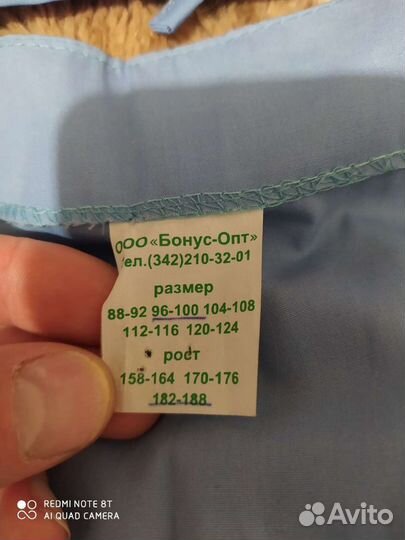 ООО «Бонус-Опт»
тел.(342)210-32-01
размер
88-92 96-100 104-108
112-116 120-124
рост
158-164 170-176
182-188
REDMI NOTE 8T
AI QUAD CAMERA
Avito